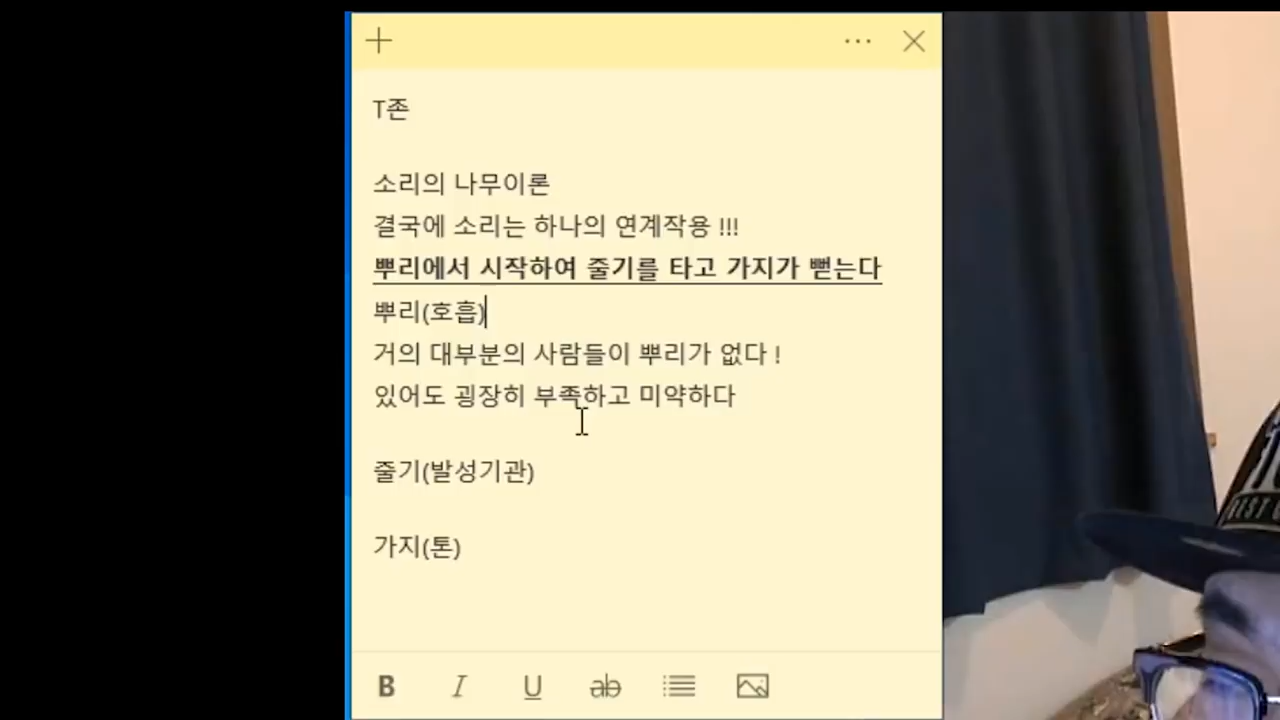 T존
소리의 나무이론
결국에 소리는 하나의 연계작용 !!!
뿌리에서 시작하여 줄기를 타고 가지가 뻗는다
뿌리(호흡)
거의 대부분의 사람들이 뿌리가 없다 !
있어도 굉장히 부족하고 미약하다
줄기(발성기관)
가지(톤)
B I U ab